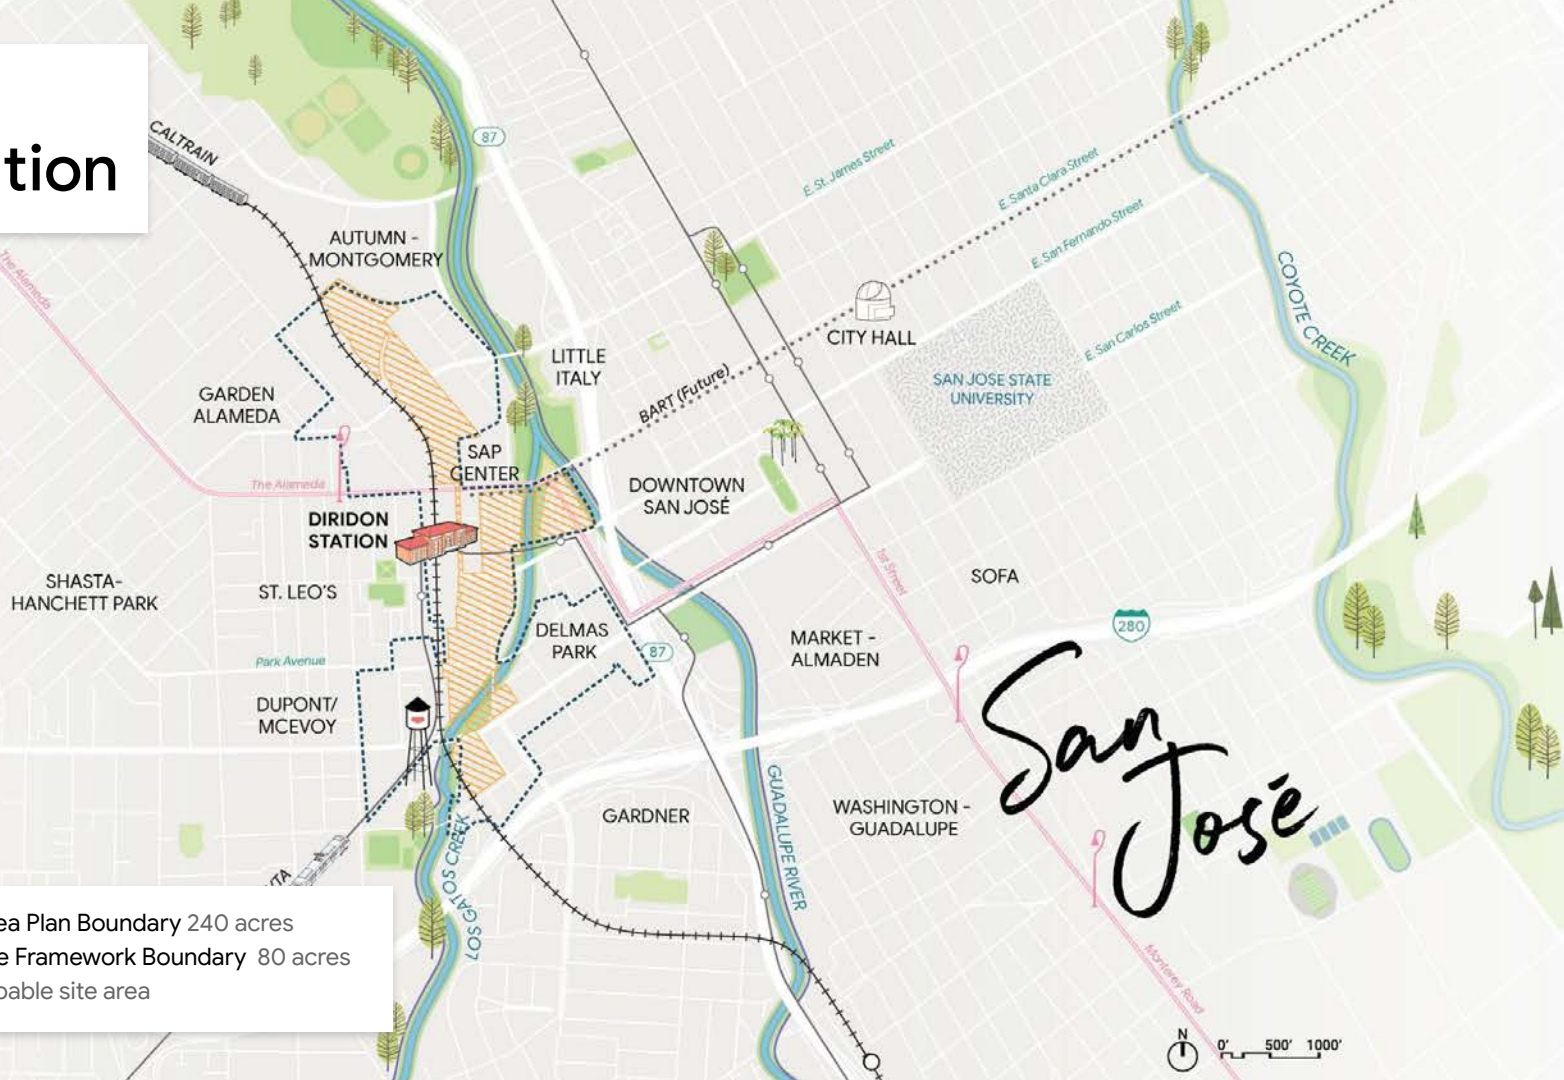 tion
CALTRAIN
87
E. St. James Street
E. Santa Clara Street
E. San Fernando Street
E. San Carlos Street
The Alameda
AUTUMN -
MONTGOMERY
COYOTE CREEK
CITY HALL
LITTLE
ITALY
BART (Future)
SAN JOSE STATE
UNIVERSITY
GARDEN
ALAMEDA
SAP
CENTER
The Alameda
DOWNTOWN
SAN JOSÉ
DIRIDON
STATION
SHASTA-
HANCHETT PARK
ST. LEO'S
1st Street
SOFA
280
DELMAS
PARK
87
MARKET -
ALMADEN
Park Avenue
DUPONT/
MCEVOY
San
José
GARDNER
GUADALUPE RIVER
WASHINGTON -
GUADALUPE
LOS GATOS CREEK
VTA
ea Plan Boundary 240 acres
e Framework Boundary 80 acres
pable site area
Monterey Road
N
0' 500' 1000'